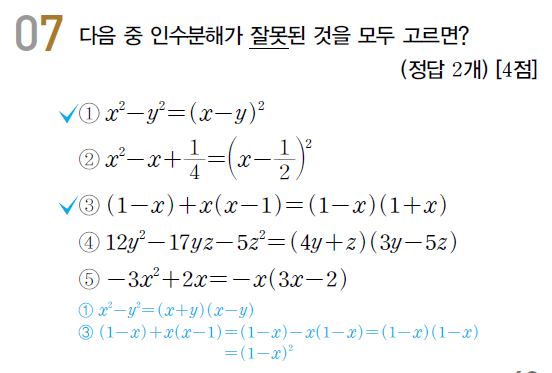 07 다음 중 인수분해가 잘못된 것을 모두 고르면?
(정답 2개) [4점]
① x²−y²=(x−y)²
② x²−x+1/4=(x−1/2)²
③ (1−x)+x(x−1)=(1−x)(1+x)
④ 12y²−17yz−5z²=(4y+z)(3y−5z)
⑤ −3x²+2x=−x(3x−2)
① x²−y²=(x+y)(x−y)
③ (1−x)+x(x−1)=(1−x)−x(1−x)=(1−x)(1−x)
=(1−x)²